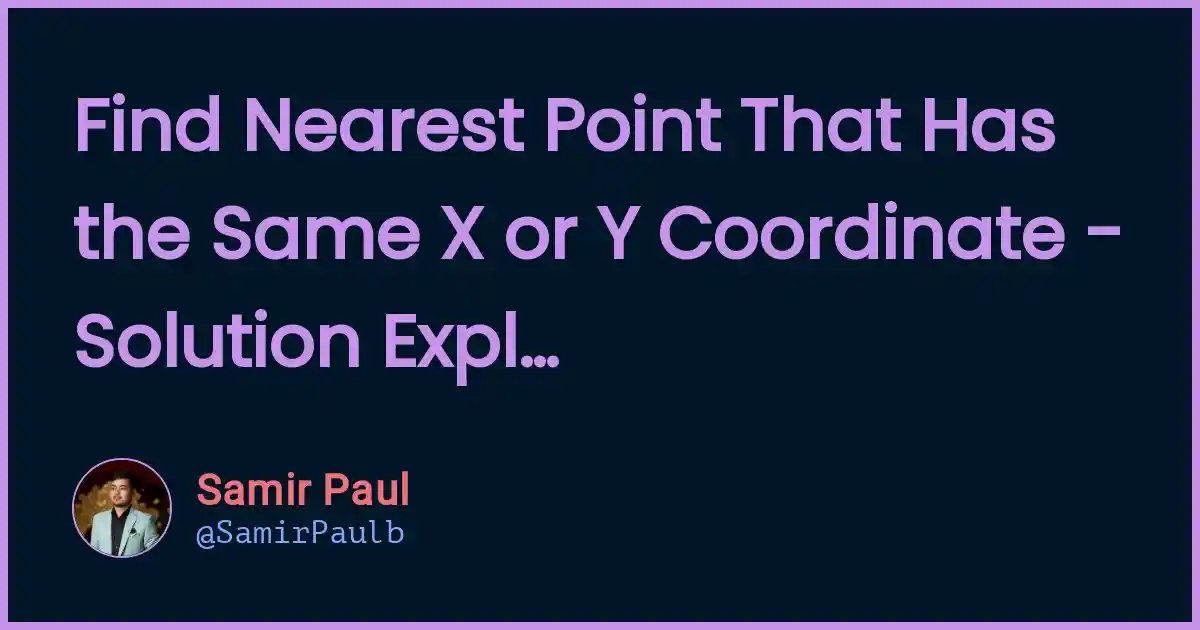 Find Nearest Point That Has
the Same X or Y Coordinate -
Solution Expl...
Samir Paul
@SamirPaulb